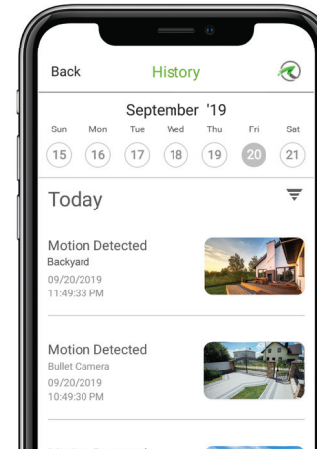 Back History
September '19
Sun Mon Tue Wed Thu Fri Sat
15 16 17 18 19 20 21
Today
Motion Detected
Backyard
09/20/2019
11:49:33 PM
Motion Detected
Bullet Camera
09/20/2019
10:49:30 PM